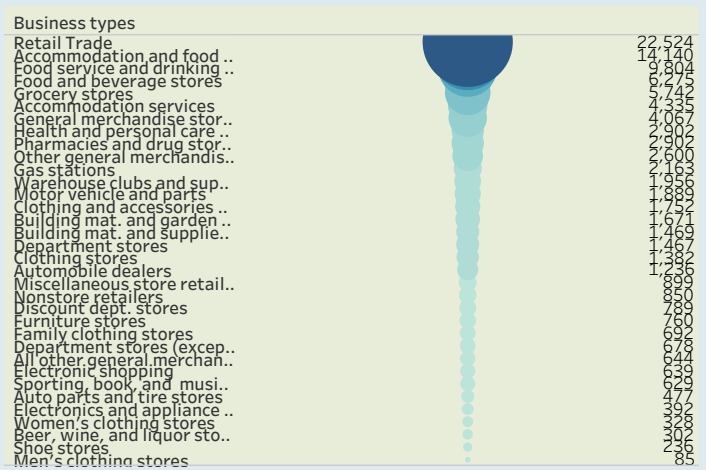 Business types
Retail Trade 22,524
Accommodation and food .. 14,140
Food service and drinking .. 9,804
Food and beverage stores 6,275
Grocery stores 5,742
Accommodation services 4,335
General merchandise stor.. 4,067
Health and personal care .. 2,902
Pharmacies and drug stor.. 2,902
Other general merchandis.. 2,600
Gas stations 2,163
Warehouse clubs and sup.. 1,956
Motor vehicle and parts 1,889
Clothing and accessories .. 1,752
Building mat. and garden .. 1,671
Building mat. and supplie.. 1,469
Department stores 1,467
Clothing stores 1,382
Automobile dealers 1,236
Miscellaneous store retail.. 899
Nonstore retailers 850
Discount dept. stores 789
Furniture stores 760
Family clothing stores 692
Department stores (excep.. 678
All other general merchan.. 644
Electronic shopping 639
Sporting, book, and musi.. 629
Auto parts and tire stores 477
Electronics and appliance .. 392
Women's clothing stores 328
Beer, wine, and liquor sto.. 302
Shoe stores 236
Men's clothing stores 85